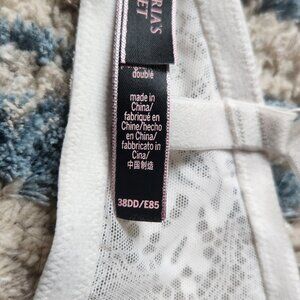 RIA'S
ET
double
made in
China/
fabriqué en
Chine/hecho
en China/
fabbricato in
Cina/
中国制造
38DD/E85